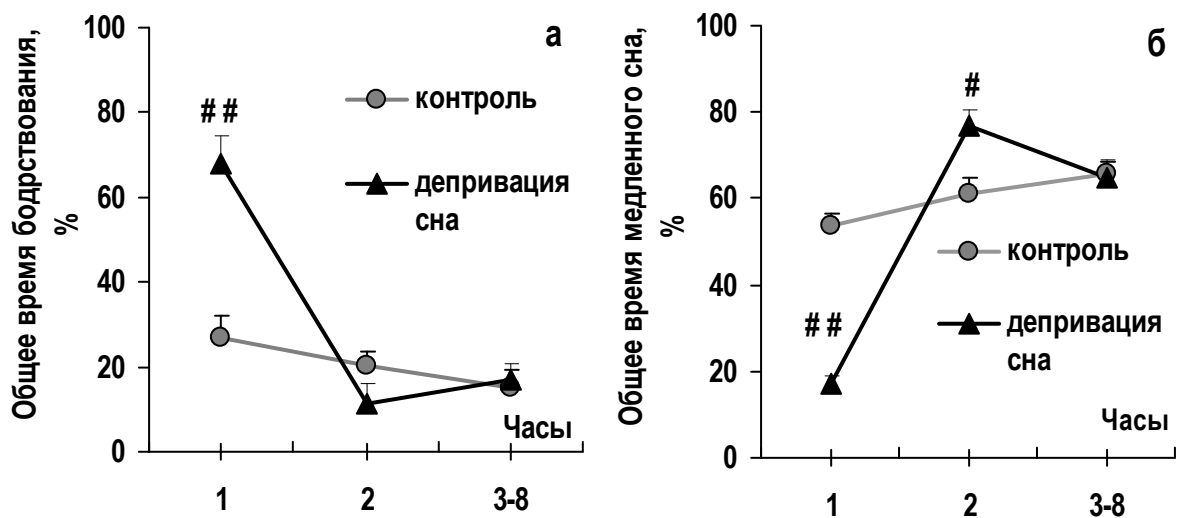 Общее время бодрствования,
%
100
80
60
40
20
0
а
##
контроль
депривация
сна
Часы
1
2
3-8
Общее время медленного сна,
%
100
80
60
40
20
0
б
#
##
контроль
депривация
сна
Часы
1
2
3-8